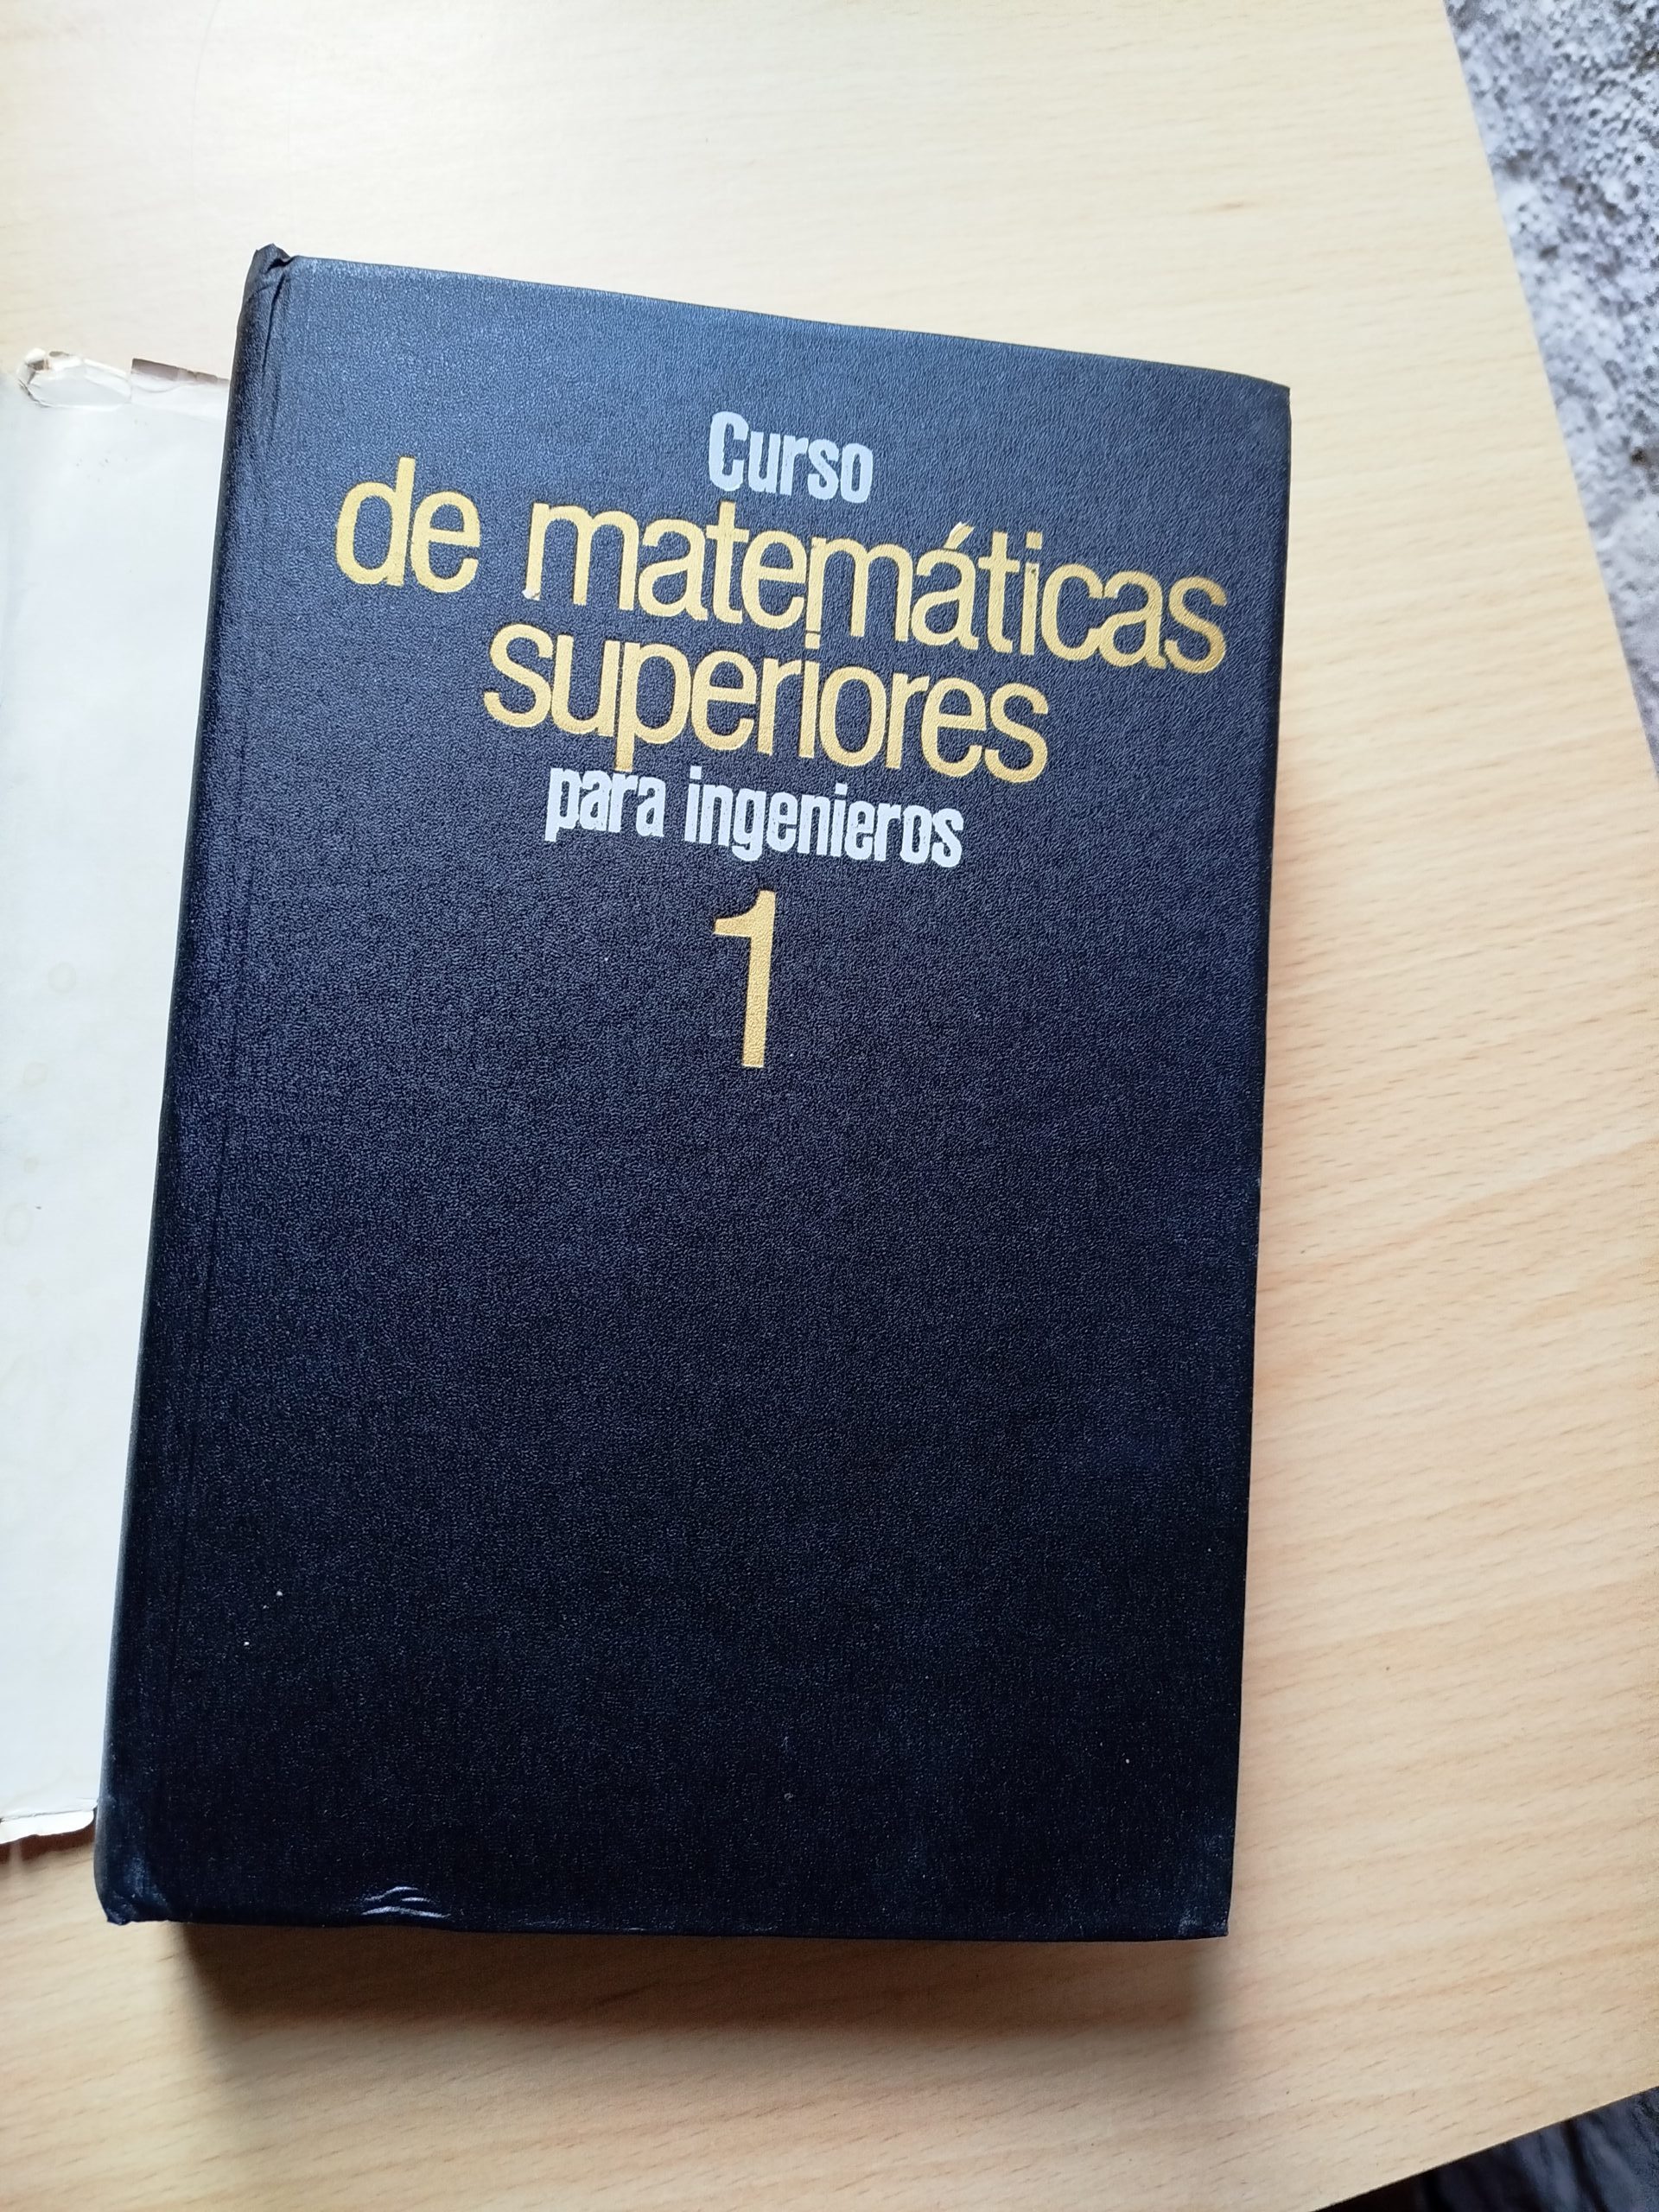 Curso
de matemáticas
superiores
para ingenieros
1